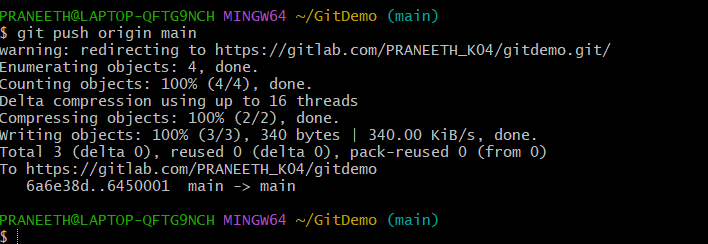 PRANEETH@LAPTOP-QFTG9NCH MINGW64 ~/GitDemo (main)
$ git push origin main
warning: redirecting to https://gitlab.com/PRANEETH_K04/gitdemo.git/
Enumerating objects: 4, done.
Counting objects: 100% (4/4), done.
Delta compression using up to 16 threads
Compressing objects: 100% (2/2), done.
Writing objects: 100% (3/3), 340 bytes | 340.00 KiB/s, done.
Total 3 (delta 0), reused 0 (delta 0), pack-reused 0 (from 0)
To https://gitlab.com/PRANEETH_K04/gitdemo
   6a6e38d..6450001  main -> main
PRANEETH@LAPTOP-QFTG9NCH MINGW64 ~/GitDemo (main)
$